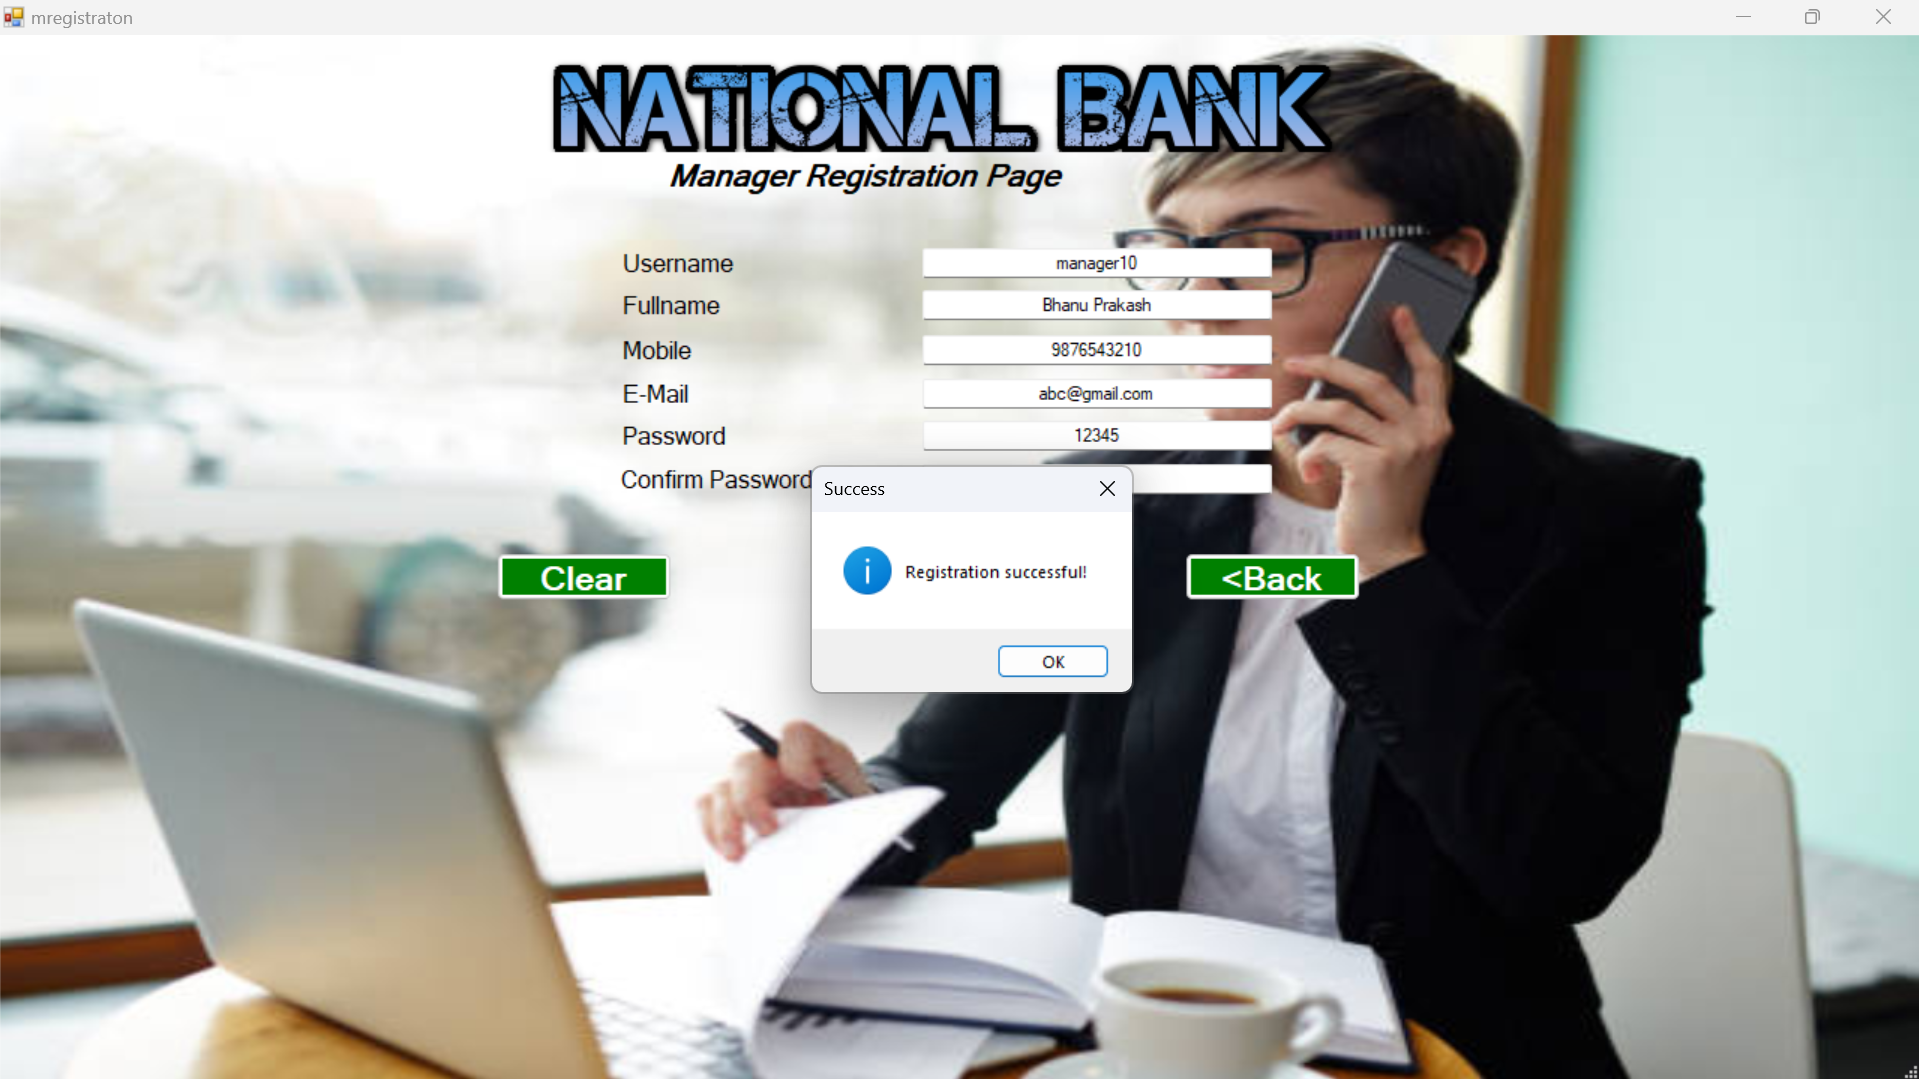 mregistraton
NATIONAL BANK
Manager Registration Page
Username manager10
Fullname Bhanu Prakash
Mobile 9876543210
E-Mail abc@gmail.com
Password 12345
Confirm Password
Success
Registration successful!
OK
Clear
<Back